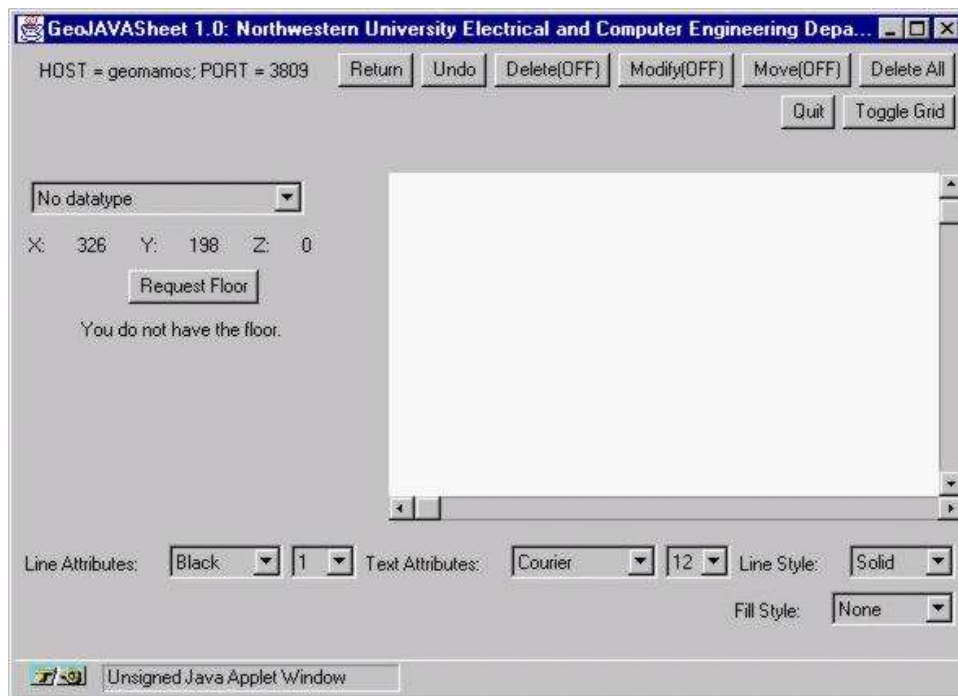 GeoJAVASheet 1.0: Northwestern University Electrical and Computer Engineering Depa...
HOST = geomamos; PORT = 3809 Return Undo Delete(OFF) Modify(OFF) Move(OFF) Delete All
Quit Toggle Grid
No datatype
X: 326 Y: 198 Z: 0
Request Floor
You do not have the floor.
Line Attributes: Black 1 Text Attributes: Courier 12 Line Style: Solid
Fill Style: None
Unsigned Java Applet Window